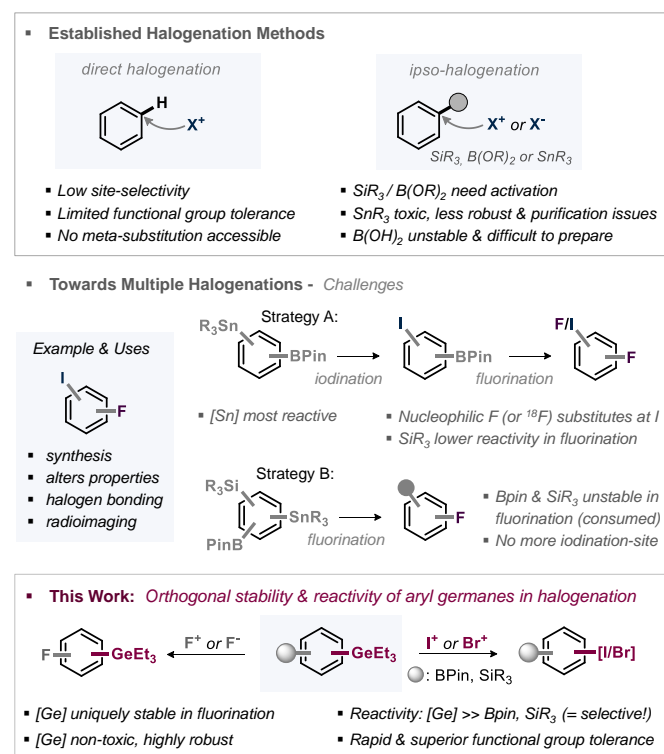 ▪ Established Halogenation Methods
direct halogenation
H
X⁺
▪ Low site-selectivity
▪ Limited functional group tolerance
▪ No meta-substitution accessible
ipso-halogenation
X⁺ or X⁻
SiR₃, B(OR)₂ or SnR₃
▪ SiR₃ / B(OR)₂ need activation
▪ SnR₃ toxic, less robust & purification issues
▪ B(OH)₂ unstable & difficult to prepare
▪ Towards Multiple Halogenations - Challenges
Example & Uses
I
F
▪ synthesis
▪ alters properties
▪ halogen bonding
▪ radioimaging
Strategy A:
R₃Sn
BPin
iodination
I
BPin
fluorination
F/I
F
▪ [Sn] most reactive
▪ Nucleophilic F (or ¹⁸F) substitutes at I
▪ SiR₃ lower reactivity in fluorination
Strategy B:
R₃Si
SnR₃
PinB
fluorination
F
▪ Bpin & SiR₃ unstable in
fluorination (consumed)
▪ No more iodination-site
▪ This Work: Orthogonal stability & reactivity of aryl germanes in halogenation
F
GeEt₃
F⁺ or F⁻
GeEt₃
I⁺ or Br⁺
: BPin, SiR₃
[I/Br]
▪ [Ge] uniquely stable in fluorination
▪ [Ge] non-toxic, highly robust
▪ Reactivity: [Ge] >> Bpin, SiR₃ (= selective!)
▪ Rapid & superior functional group tolerance